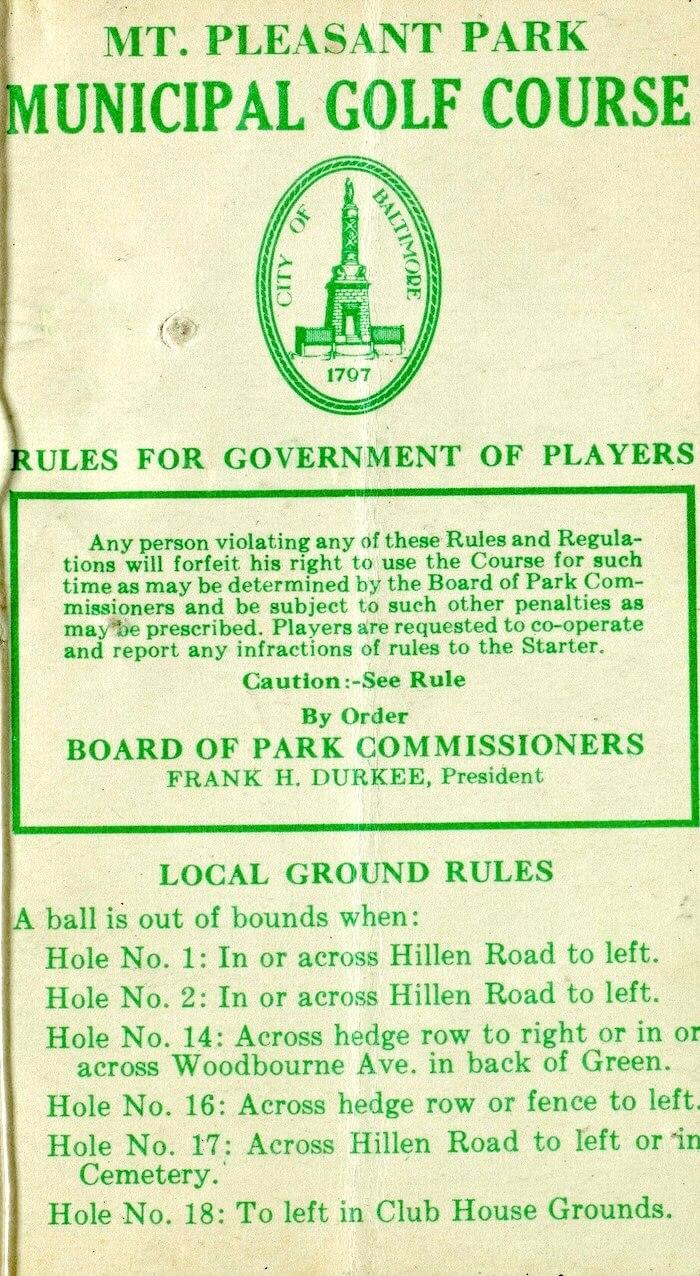 MT. PLEASANT PARK
MUNICIPAL GOLF COURSE
CITY OF BALTIMORE
1797
RULES FOR GOVERNMENT OF PLAYERS
Any person violating any of these Rules and Regula-
tions will forfeit his right to use the Course for such
time as may be determined by the Board of Park Com-
missioners and be subject to such other penalties as
may be prescribed. Players are requested to co-operate
and report any infractions of rules to the Starter.
Caution:-See Rule
By Order
BOARD OF PARK COMMISSIONERS
FRANK H. DURKEE, President
LOCAL GROUND RULES
A ball is out of bounds when:
Hole No. 1: In or across Hillen Road to left.
Hole No. 2: In or across Hillen Road to left.
Hole No. 14: Across hedge row to right or in or
across Woodbourne Ave. in back of Green.
Hole No. 16: Across hedge row or fence to left.
Hole No. 17: Across Hillen Road to left or in
Cemetery.
Hole No. 18: To left in Club House Grounds.